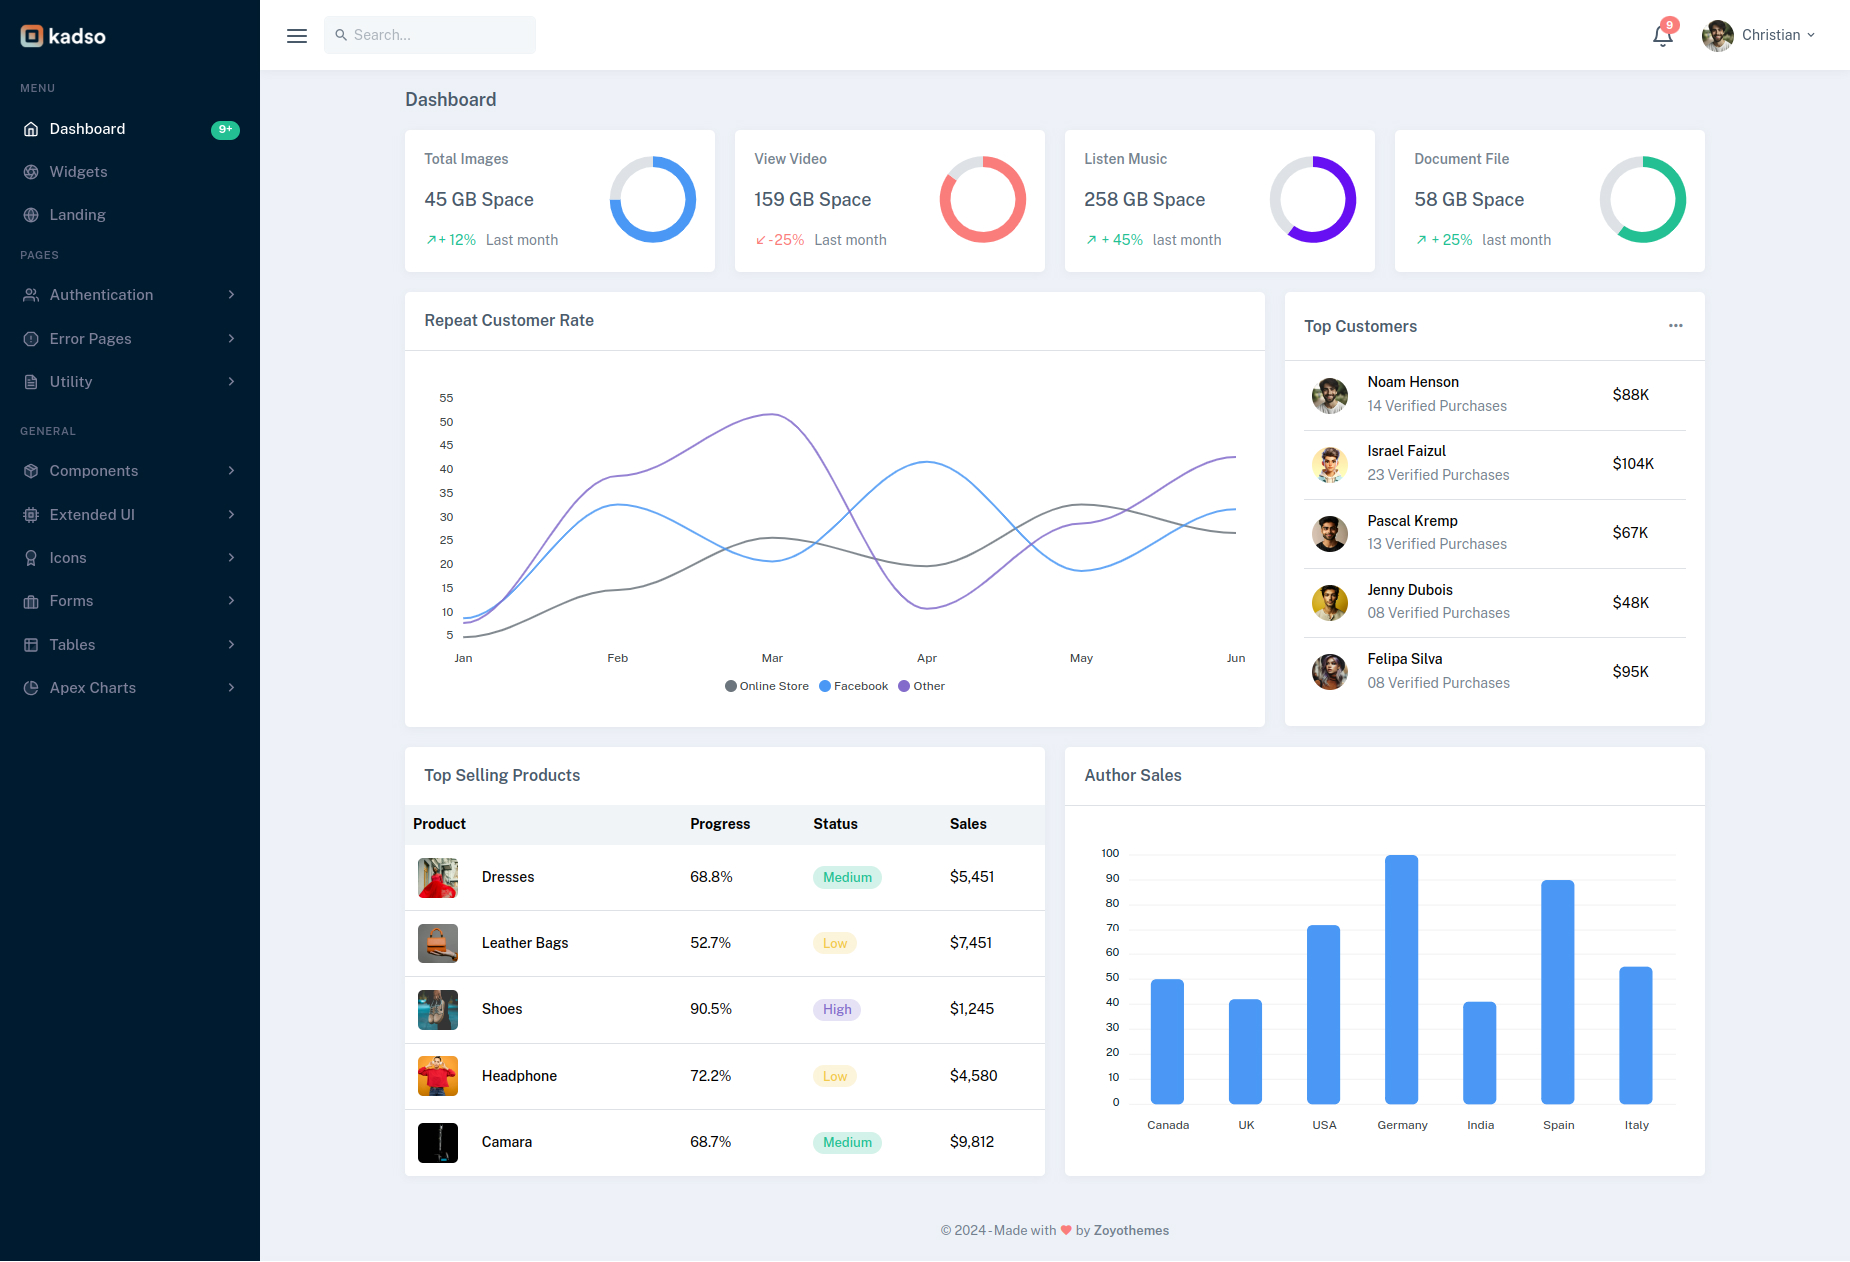 kadso
Search...
9
Christian
MENU
Dashboard
9+
Widgets
Landing
PAGES
Authentication
Error Pages
Utility
GENERAL
Components
Extended UI
Icons
Forms
Tables
Apex Charts
Dashboard
Total Images
45 GB Space
+ 12% Last month
View Video
159 GB Space
- 25% Last month
Listen Music
258 GB Space
+ 45% last month
Document File
58 GB Space
+ 25% last month
Repeat Customer Rate
55
50
45
40
35
30
25
20
15
10
5
Jan Feb Mar Apr May Jun
Online Store Facebook Other
Top Customers
Noam Henson
14 Verified Purchases
$88K
Israel Faizul
23 Verified Purchases
$104K
Pascal Kremp
13 Verified Purchases
$67K
Jenny Dubois
08 Verified Purchases
$48K
Felipa Silva
08 Verified Purchases
$95K
Top Selling Products
Product Progress Status Sales
Dresses 68.8% Medium $5,451
Leather Bags 52.7% Low $7,451
Shoes 90.5% High $1,245
Headphone 72.2% Low $4,580
Camara 68.7% Medium $9,812
Author Sales
100
90
80
70
60
50
40
30
20
10
0
Canada UK USA Germany India Spain Italy
© 2024 - Made with by Zoyothemes